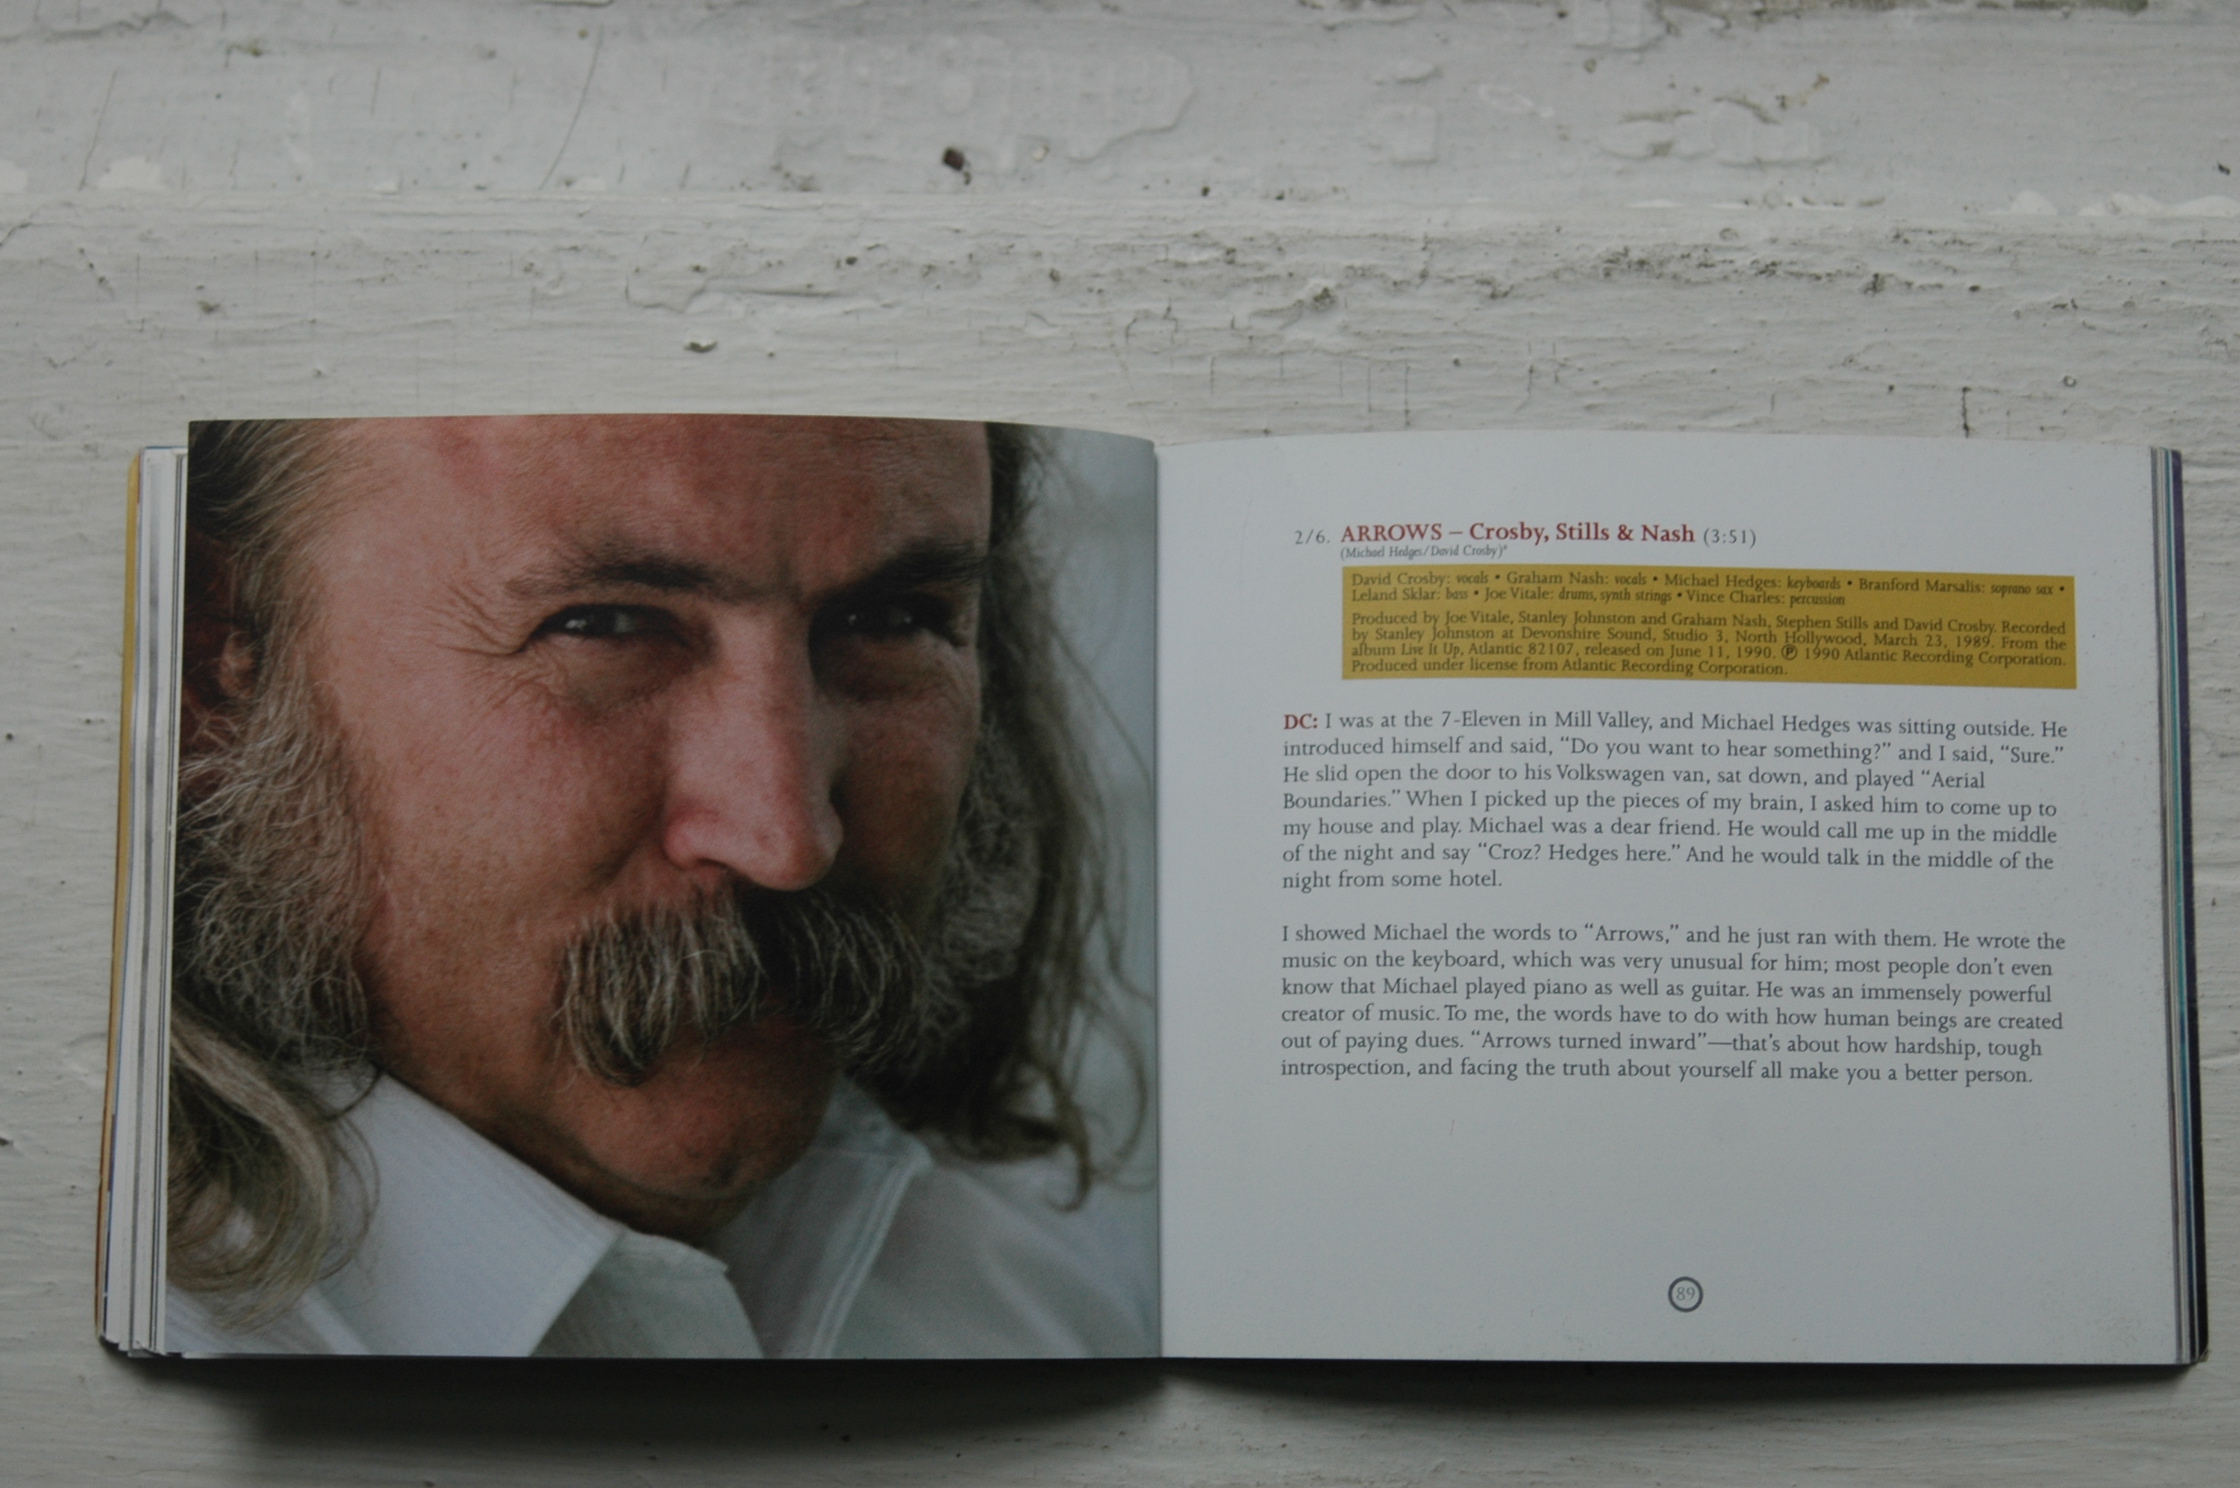 2/6. ARROWS – Crosby, Stills & Nash (3:51)
(Michael Hedges/David Crosby)*
David Crosby: vocals • Graham Nash: vocals • Michael Hedges: keyboards • Branford Marsalis: soprano sax •
Leland Sklar: bass • Joe Vitale: drums, synth strings • Vince Charles: percussion
Produced by Joe Vitale, Stanley Johnston and Graham Nash, Stephen Stills and David Crosby. Recorded
by Stanley Johnston at Devonshire Sound, Studio 3, North Hollywood, March 23, 1989. From the
album Live It Up, Atlantic 82107, released on June 11, 1990. ℗ 1990 Atlantic Recording Corporation.
Produced under license from Atlantic Recording Corporation.
DC: I was at the 7-Eleven in Mill Valley, and Michael Hedges was sitting outside. He
introduced himself and said, “Do you want to hear something?” and I said, “Sure.”
He slid open the door to his Volkswagen van, sat down, and played “Aerial
Boundaries.” When I picked up the pieces of my brain, I asked him to come up to
my house and play. Michael was a dear friend. He would call me up in the middle
of the night and say “Croz? Hedges here.” And he would talk in the middle of the
night from some hotel.
I showed Michael the words to “Arrows,” and he just ran with them. He wrote the
music on the keyboard, which was very unusual for him; most people don’t even
know that Michael played piano as well as guitar. He was an immensely powerful
creator of music. To me, the words have to do with how human beings are created
out of paying dues. “Arrows turned inward”—that’s about how hardship, tough
introspection, and facing the truth about yourself all make you a better person.
89